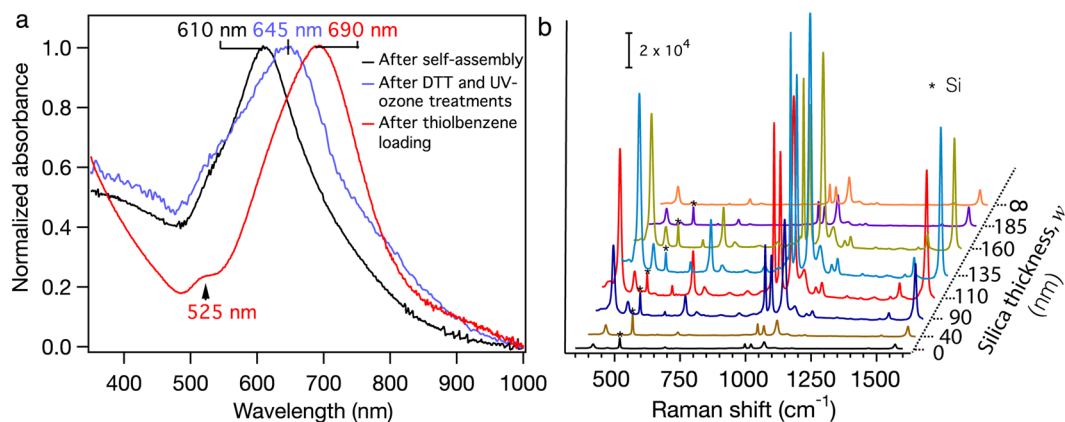 a
610 nm 645 nm 690 nm
After self-assembly
After DTT and UV-
ozone treatments
After thiolbenzene
loading
525 nm
Normalized absorbance
1.0
0.8
0.6
0.4
0.2
0.0
400 500 600 700 800 900 1000
Wavelength (nm)
b
2 x 10⁴
* Si
* * * * * * *
∞
185
160
135
110
90
40
0
Silica thickness, w
(nm)
500 750 1000 1250 1500
Raman shift (cm⁻¹)